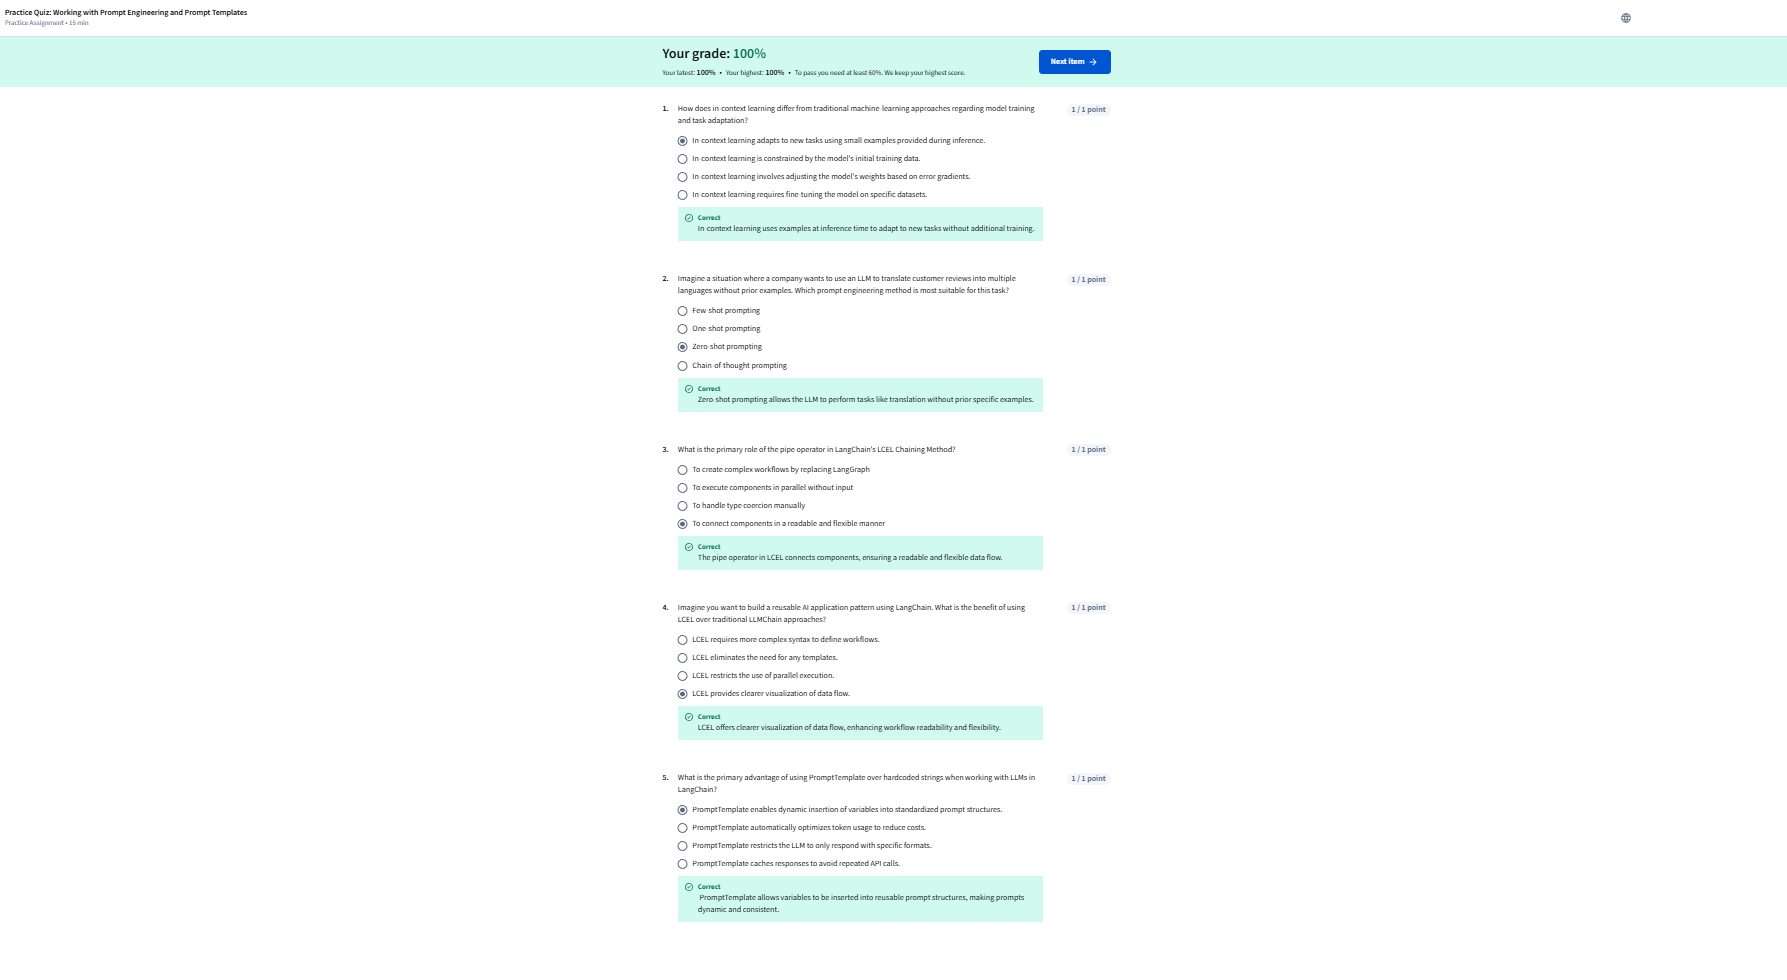 Practice Quiz: Working with Prompt Engineering and Prompt Templates
Practice Assignment • 15 min
Your grade: 100%
Your latest: 100% • Your highest: 100% • To pass you need at least 60%. We keep your highest score.
Next item →
1. How does in-context learning differ from traditional machine-learning approaches regarding model training
and task adaptation?
1 / 1 point
In-context learning adapts to new tasks using small examples provided during inference.
In-context learning is constrained by the model's initial training data.
In-context learning involves adjusting the model's weights based on error gradients.
In-context learning requires fine-tuning the model on specific datasets.
Correct
In-context learning uses examples at inference time to adapt to new tasks without additional training.
2. Imagine a situation where a company wants to use an LLM to translate customer reviews into multiple
languages without prior examples. Which prompt engineering method is most suitable for this task?
1 / 1 point
Few-shot prompting
One-shot prompting
Zero-shot prompting
Chain-of-thought prompting
Correct
Zero-shot prompting allows the LLM to perform tasks like translation without prior specific examples.
3. What is the primary role of the pipe operator in LangChain's LCEL Chaining Method?
1 / 1 point
To create complex workflows by replacing LangGraph
To execute components in parallel without input
To handle type coercion manually
To connect components in a readable and flexible manner
Correct
The pipe operator in LCEL connects components, ensuring a readable and flexible data flow.
4. Imagine you want to build a reusable AI application pattern using LangChain. What is the benefit of using
LCEL over traditional LLMChain approaches?
1 / 1 point
LCEL requires more complex syntax to define workflows.
LCEL eliminates the need for any templates.
LCEL restricts the use of parallel execution.
LCEL provides clearer visualization of data flow.
Correct
LCEL offers clearer visualization of data flow, enhancing workflow readability and flexibility.
5. What is the primary advantage of using PromptTemplate over hardcoded strings when working with LLMs in
LangChain?
1 / 1 point
PromptTemplate enables dynamic insertion of variables into standardized prompt structures.
PromptTemplate automatically optimizes token usage to reduce costs.
PromptTemplate restricts the LLM to only respond with specific formats.
PromptTemplate caches responses to avoid repeated API calls.
Correct
PromptTemplate allows variables to be inserted into reusable prompt structures, making prompts
dynamic and consistent.